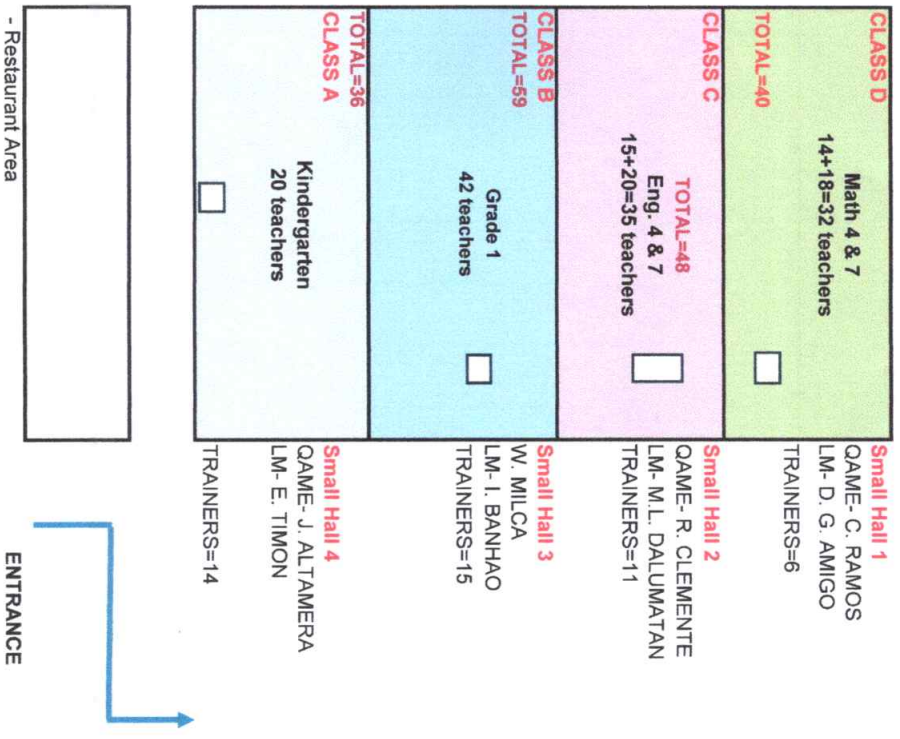 CLASS D
Math 4 & 7
14+18=32 teachers
TOTAL=40
Small Hall 1
QAME- C. RAMOS
LM- D. G. AMIGO
TRAINERS=6
CLASS C
TOTAL=48
Eng. 4 & 7
15+20=35 teachers
Small Hall 2
QAME- R. CLEMENTE
LM- M.L. DALUMATAN
TRAINERS=11
CLASS B
TOTAL=59
Grade 1
42 teachers
Small Hall 3
W. MILCA
LM- I. BANHAO
TRAINERS=15
TOTAL=36
CLASS A
Kindergarten
20 teachers
Small Hall 4
QAME- J. ALTAMERA
LM- E. TIMON
TRAINERS=14
- Restaurant Area
ENTRANCE